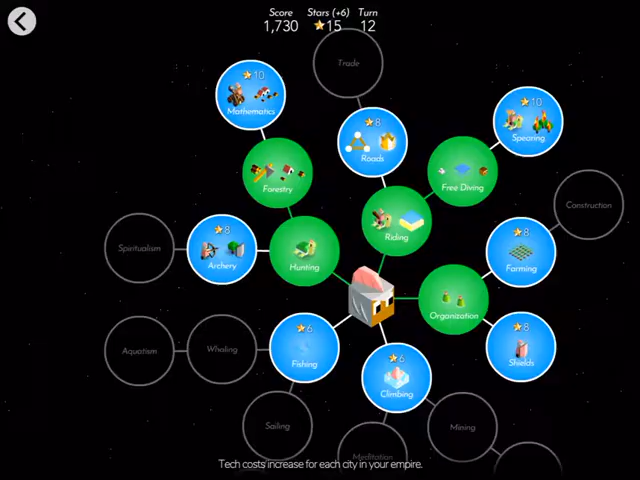 Score
Stars (+6)
Turn
1,730
15
12
Trade
10
Mathematics
8
Roads
10
Spearing
Forestry
Free Diving
Construction
Riding
8
Archery
Spiritualism
Hunting
8
Farming
Organization
6
Fishing
8
Shields
Aquatism
Whaling
6
Climbing
Sailing
Mining
Meditation
Tech costs increase for each city in your empire.